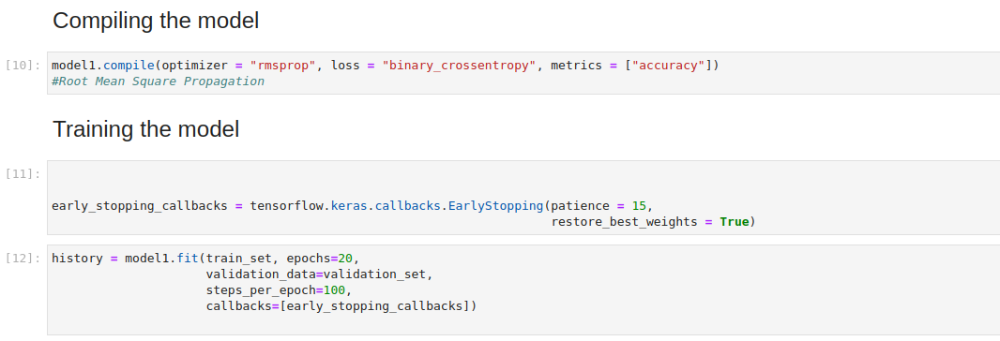 Compiling the model
[10]: model1.compile(optimizer = "rmsprop", loss = "binary_crossentropy", metrics = ["accuracy"])
#Root Mean Square Propagation
Training the model
[11]:
early_stopping_callbacks = tensorflow.keras.callbacks.EarlyStopping(patience = 15,
restore_best_weights = True)
[12]: history = model1.fit(train_set, epochs=20,
validation_data=validation_set,
steps_per_epoch=100,
callbacks=[early_stopping_callbacks])